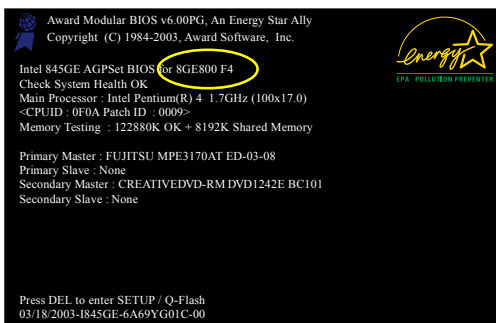 Award Modular BIOS v6.00PG, An Energy Star Ally
Copyright (C) 1984-2003, Award Software, Inc.
energy
EPA POLLUTION PREVENTER
Intel 845GE AGPSet BIOS for 8GE800 F4
Check System Health OK
Main Processor : Intel Pentium(R) 4 1.7GHz (100x17.0)
<CPUID : 0F0A Patch ID : 0009>
Memory Testing : 122880K OK + 8192K Shared Memory
Primary Master : FUJITSU MPE3170AT ED-03-08
Primary Slave : None
Secondary Master : CREATIVEDVD-RM DVD1242E BC101
Secondary Slave : None
Press DEL to enter SETUP / Q-Flash
03/18/2003-I845GE-6A69YG01C-00